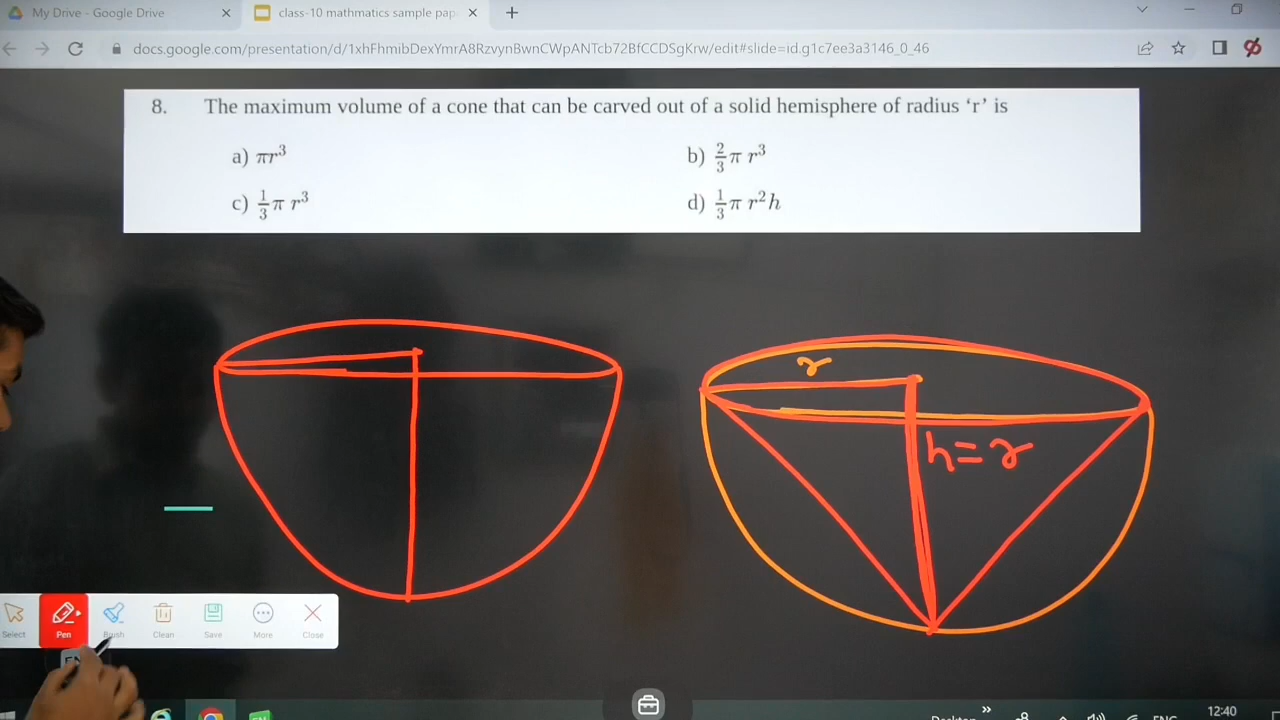 My Drive - Google Drive
class-10 mathmatics sample pap
docs.google.com/presentation/d/1xhFhmibDexYmrA8RzvynBwnCWpANTcb72BfCCDSgKrw/edit#slide=id.g1c7ee3a3146_0_46
8. The maximum volume of a cone that can be carved out of a solid hemisphere of radius ‘r’ is
a) πr³ b) 2/3 π r³
c) 1/3 π r³ d) 1/3 π r²h
r
h=r
Select Pen Brush Clean Save More Close
Desktop » ENG 12:40